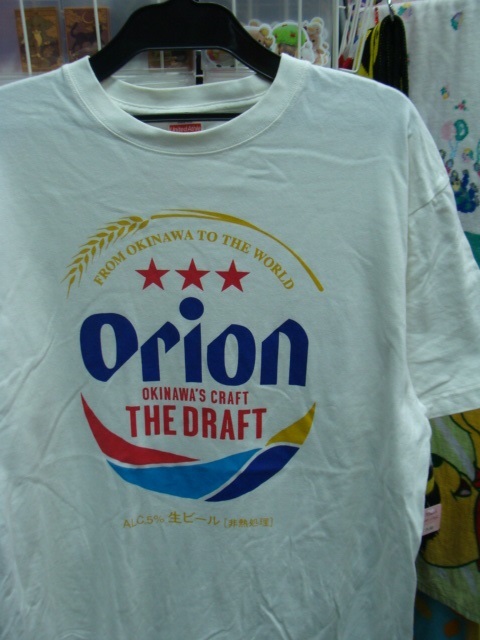 FROM OKINAWA TO THE WORLD
Orion
OKINAWA'S CRAFT
THE DRAFT
ALC.5% 生ビール [非熱処理]